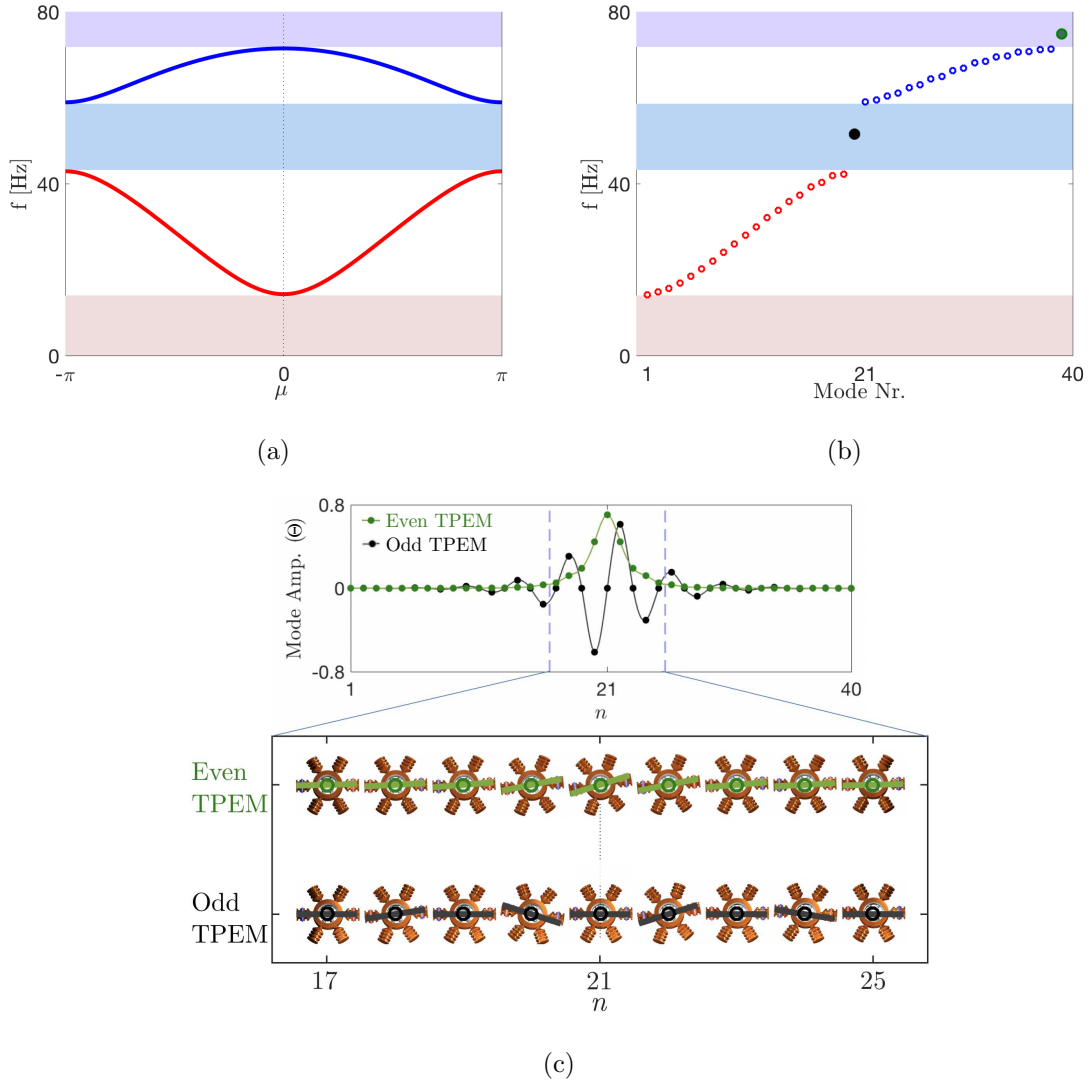 80
40
0
f [Hz]
-π 0 π
μ
(a)
80
40
0
f [Hz]
1 21 40
Mode Nr.
(b)
0.8
0
-0.8
Mode Amp. (Θ)
Even TPEM
Odd TPEM
1 21 40
n
Even
TPEM
Odd
TPEM
17 21 25
n
(c)